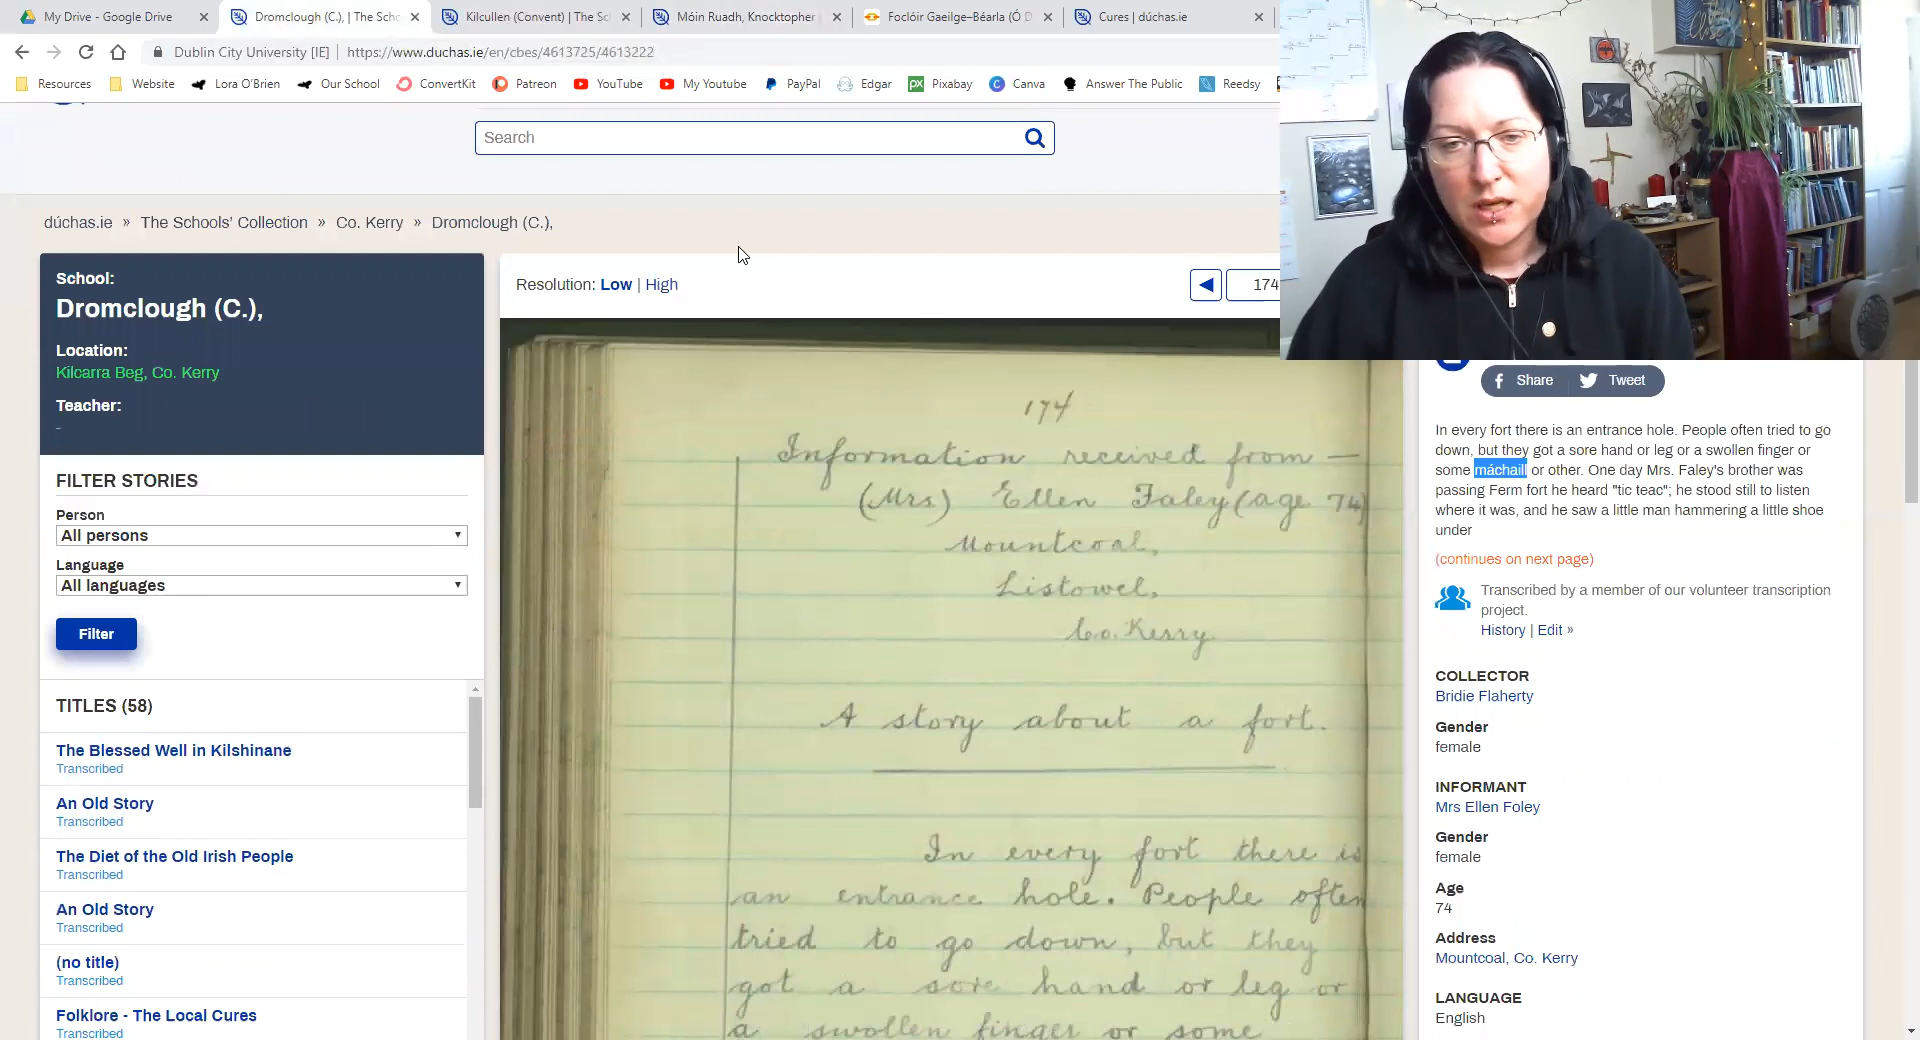 My Drive - Google Drive
Dromclough (C.), | The Scho
Kilcullen (Convent) | The Sc
Móin Ruadh, Knocktopher
Foclóir Gaeilge–Béarla (Ó D
Cures | dúchas.ie
Dublin City University [IE] | https://www.duchas.ie/en/cbes/4613725/4613222
Resources
Website
Lora O'Brien
Our School
ConvertKit
Patreon
YouTube
My Youtube
PayPal
Edgar
Pixabay
Canva
Answer The Public
Reedsy
Search
dúchas.ie » The Schools' Collection » Co. Kerry » Dromclough (C.),
School:
Dromclough (C.),
Location:
Kilcarra Beg, Co. Kerry
Teacher:
-
FILTER STORIES
Person
All persons
Language
All languages
Filter
TITLES (58)
The Blessed Well in Kilshinane
Transcribed
An Old Story
Transcribed
The Diet of the Old Irish People
Transcribed
An Old Story
Transcribed
(no title)
Transcribed
Folklore - The Local Cures
Transcribed
Resolution: Low | High
174
174
Information received from —
(Mrs) Ellen Faley (age 74)
Mountcoal,
Listowel,
Co. Kerry
A story about a fort.
In every fort there is
an entrance hole. People often
tried to go down, but they
got a sore hand or leg or
a swollen finger or some
Share
Tweet
In every fort there is an entrance hole. People often tried to go
down, but they got a sore hand or leg or a swollen finger or
some máchaill or other. One day Mrs. Faley's brother was
passing Ferm fort he heard "tic teac"; he stood still to listen
where it was, and he saw a little man hammering a little shoe
under
(continues on next page)
Transcribed by a member of our volunteer transcription
project.
History | Edit »
COLLECTOR
Bridie Flaherty
Gender
female
INFORMANT
Mrs Ellen Foley
Gender
female
Age
74
Address
Mountcoal, Co. Kerry
LANGUAGE
English